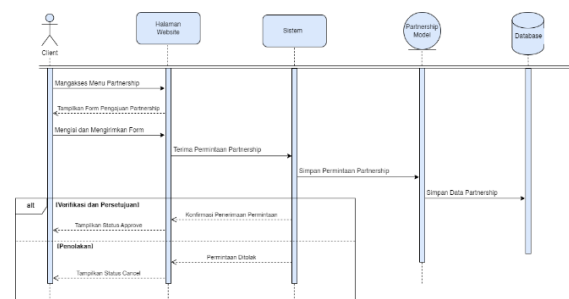 Halaman
Website
Sistem
Partnership
Model
Database
Client
Mangakses Menu Partnership
Tampilkan Form Pengajuan Partnership
Mengisi dan Mengirimkan Form
Terima Permintaan Partnership
Simpan Permintaan Partnership
Simpan Data Partnership
alt
[Verifikasi dan Persetujuan]
Konfirmasi Penerimaan Permintaan
Tampilkan Status Approve
[Penolakan]
Permintaan Ditolak
Tampilkan Status Cancel